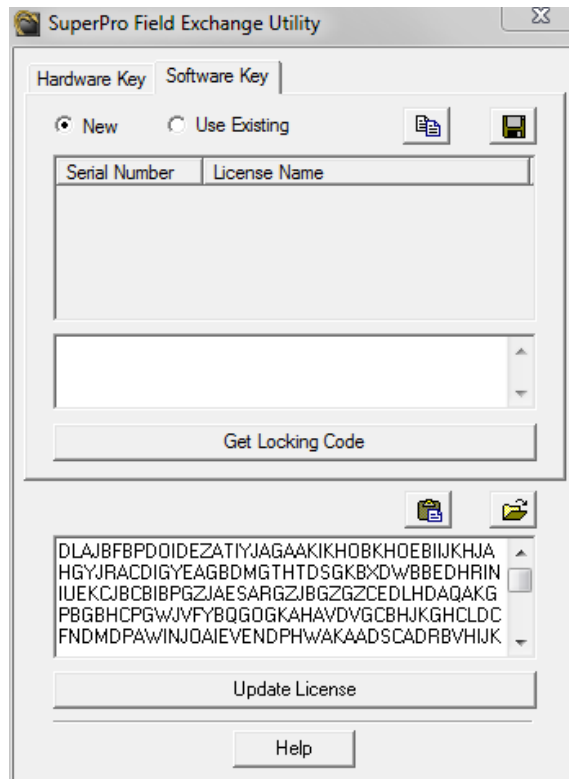 SuperPro Field Exchange Utility
Hardware Key Software Key
New Use Existing
Serial Number License Name
Get Locking Code
DLAJBFBPDOIDEZATIYJAGAAKIKHOBKHOEBIIJKHJA
HGYJRACDIGYEAGBDMGTHTDSGKBXDWBBEDHRIN
IUEKCJBCBIBPGZJAESARGZJBGZGZCEDLHDAQAKG
PBGBHCPGWJVFYBQGOGKAHAVDVGCBHJKGHCLDC
FNDMDPAWINJOAIEVENDPHWAKAADSCADRBVHIJK
Update License
Help